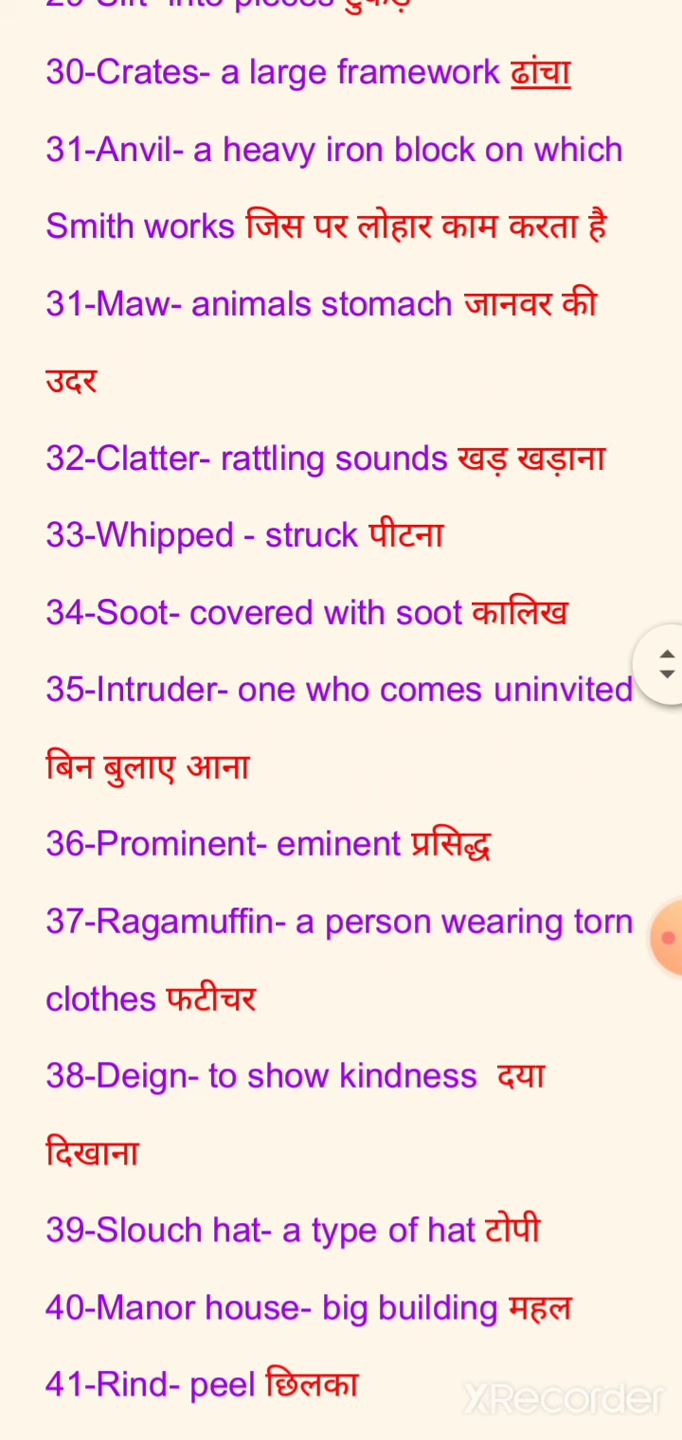 30-Crates- a large framework ढांचा
31-Anvil- a heavy iron block on which
Smith works जिस पर लोहार काम करता है
31-Maw- animals stomach जानवर की
उदर
32-Clatter- rattling sounds खड़ खड़ाना
33-Whipped - struck पीटना
34-Soot- covered with soot कालिख
35-Intruder- one who comes uninvited
बिन बुलाए आना
36-Prominent- eminent प्रसिद्ध
37-Ragamuffin- a person wearing torn
clothes फटीचर
38-Deign- to show kindness दया
दिखाना
39-Slouch hat- a type of hat टोपी
40-Manor house- big building महल
41-Rind- peel छिलका
XRecorder